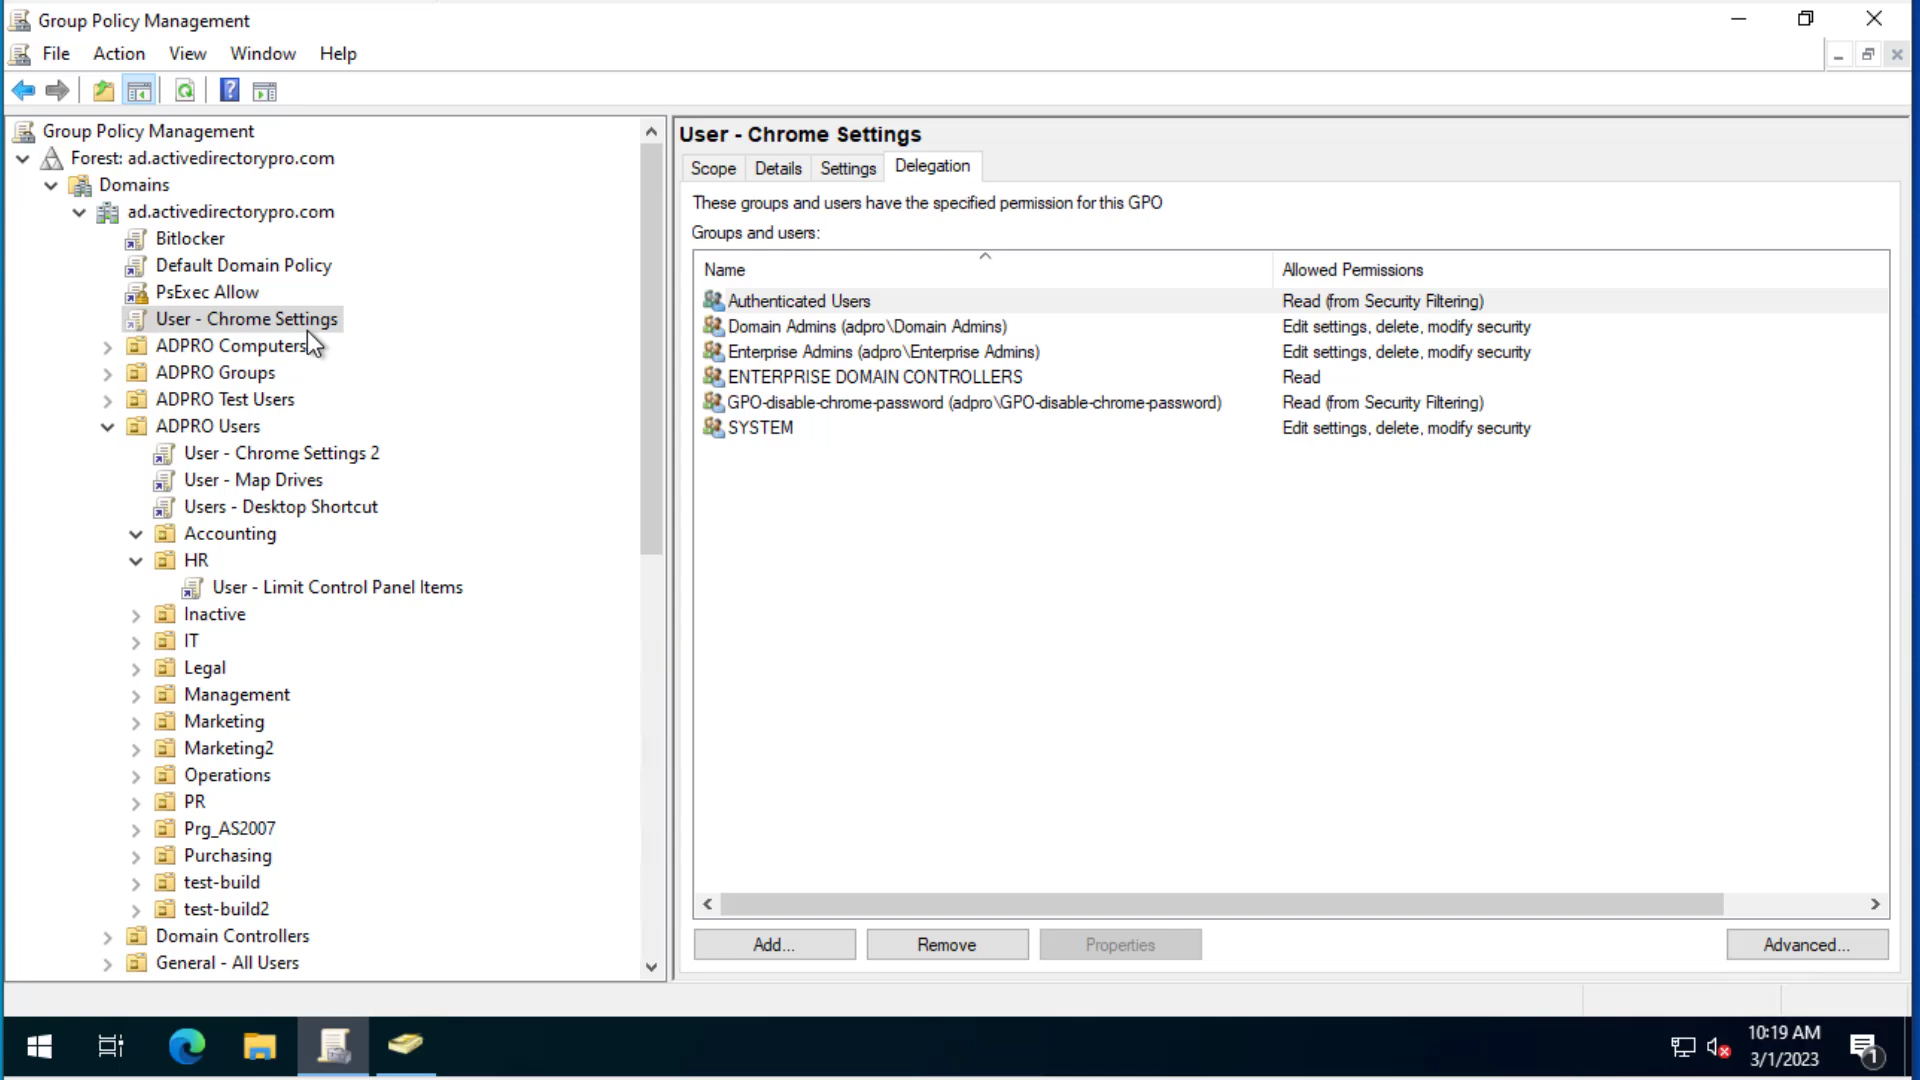 Group Policy Management
File Action View Window Help
Group Policy Management
Forest: ad.activedirectorypro.com
Domains
ad.activedirectorypro.com
Bitlocker
Default Domain Policy
PsExec Allow
User - Chrome Settings
ADPRO Computers
ADPRO Groups
ADPRO Test Users
ADPRO Users
User - Chrome Settings 2
User - Map Drives
Users - Desktop Shortcut
Accounting
HR
User - Limit Control Panel Items
Inactive
IT
Legal
Management
Marketing
Marketing2
Operations
PR
Prg_AS2007
Purchasing
test-build
test-build2
Domain Controllers
General - All Users
User - Chrome Settings
Scope Details Settings Delegation
These groups and users have the specified permission for this GPO
Groups and users:
Name Allowed Permissions
Authenticated Users Read (from Security Filtering)
Domain Admins (adpro\Domain Admins) Edit settings, delete, modify security
Enterprise Admins (adpro\Enterprise Admins) Edit settings, delete, modify security
ENTERPRISE DOMAIN CONTROLLERS Read
GPO-disable-chrome-password (adpro\GPO-disable-chrome-password) Read (from Security Filtering)
SYSTEM Edit settings, delete, modify security
Add... Remove Properties Advanced...
10:19 AM
3/1/2023
1